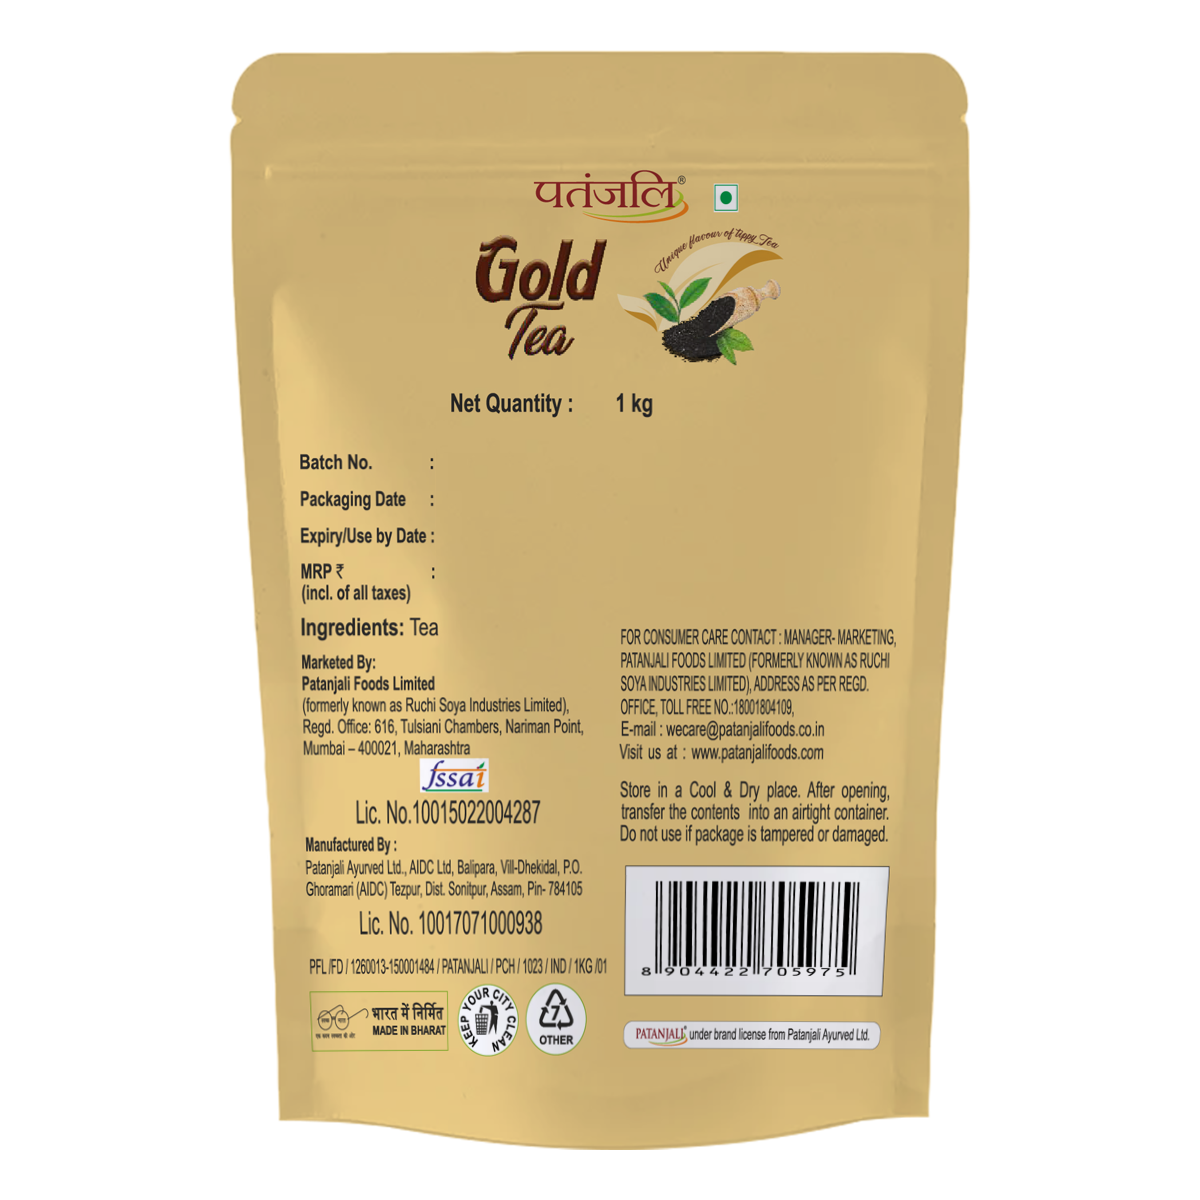 पतंजलि®
Unique flavour of tippy Tea
Gold
Tea
Net Quantity : 1 kg
Batch No. :
Packaging Date :
Expiry/Use by Date :
MRP ₹ :
(incl. of all taxes)
Ingredients: Tea
Marketed By:
Patanjali Foods Limited
(formerly known as Ruchi Soya Industries Limited),
Regd. Office: 616, Tulsiani Chambers, Nariman Point,
Mumbai – 400021, Maharashtra
fssai
Lic. No.10015022004287
Manufactured By :
Patanjali Ayurved Ltd., AIDC Ltd, Balipara, Vill-Dhekidal, P.O.
Ghoramari (AIDC) Tezpur, Dist. Sonitpur, Assam, Pin- 784105
Lic. No. 10017071000938
PFL /FD / 1260013-150001484 / PATANJALI / PCH / 1023 / IND / 1KG /01
भारत में निर्मित
MADE IN BHARAT
KEEP YOUR CITY CLEAN
7
OTHER
FOR CONSUMER CARE CONTACT : MANAGER- MARKETING,
PATANJALI FOODS LIMITED (FORMERLY KNOWN AS RUCHI
SOYA INDUSTRIES LIMITED), ADDRESS AS PER REGD.
OFFICE, TOLL FREE NO.:18001804109,
E-mail : wecare@patanjalifoods.co.in
Visit us at : www.patanjalifoods.com
Store in a Cool & Dry place. After opening,
transfer the contents into an airtight container.
Do not use if package is tampered or damaged.
8 904422 705975
PATANJALI® under brand license from Patanjali Ayurved Ltd.